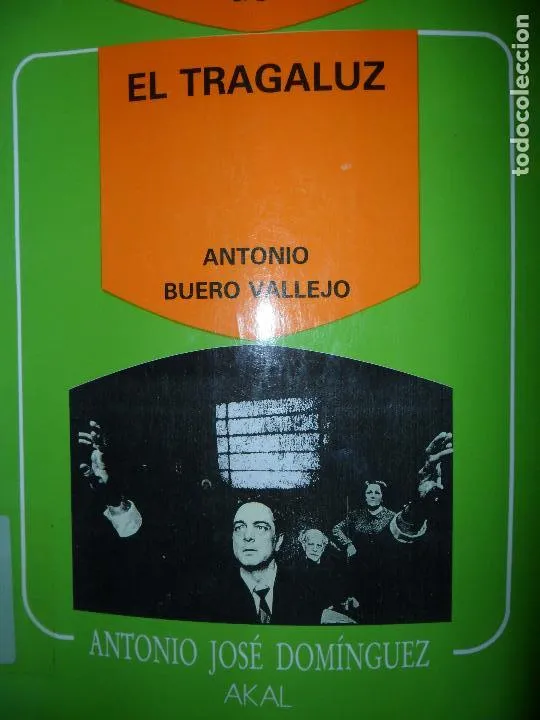 EL TRAGALUZ
ANTONIO
BUERO VALLEJO
ANTONIO JOSÉ DOMÍNGUEZ
AKAL
todocoleccion